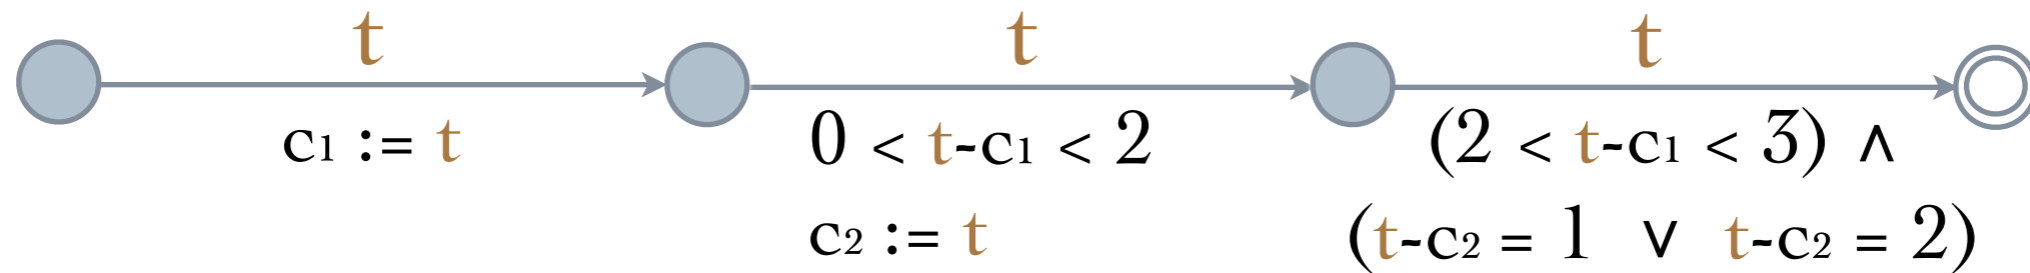 t t t
c₁ := t 0 < t-c₁ < 2 (2 < t-c₁ < 3) ∧
c₂ := t (t-c₂ = 1 ∨ t-c₂ = 2)